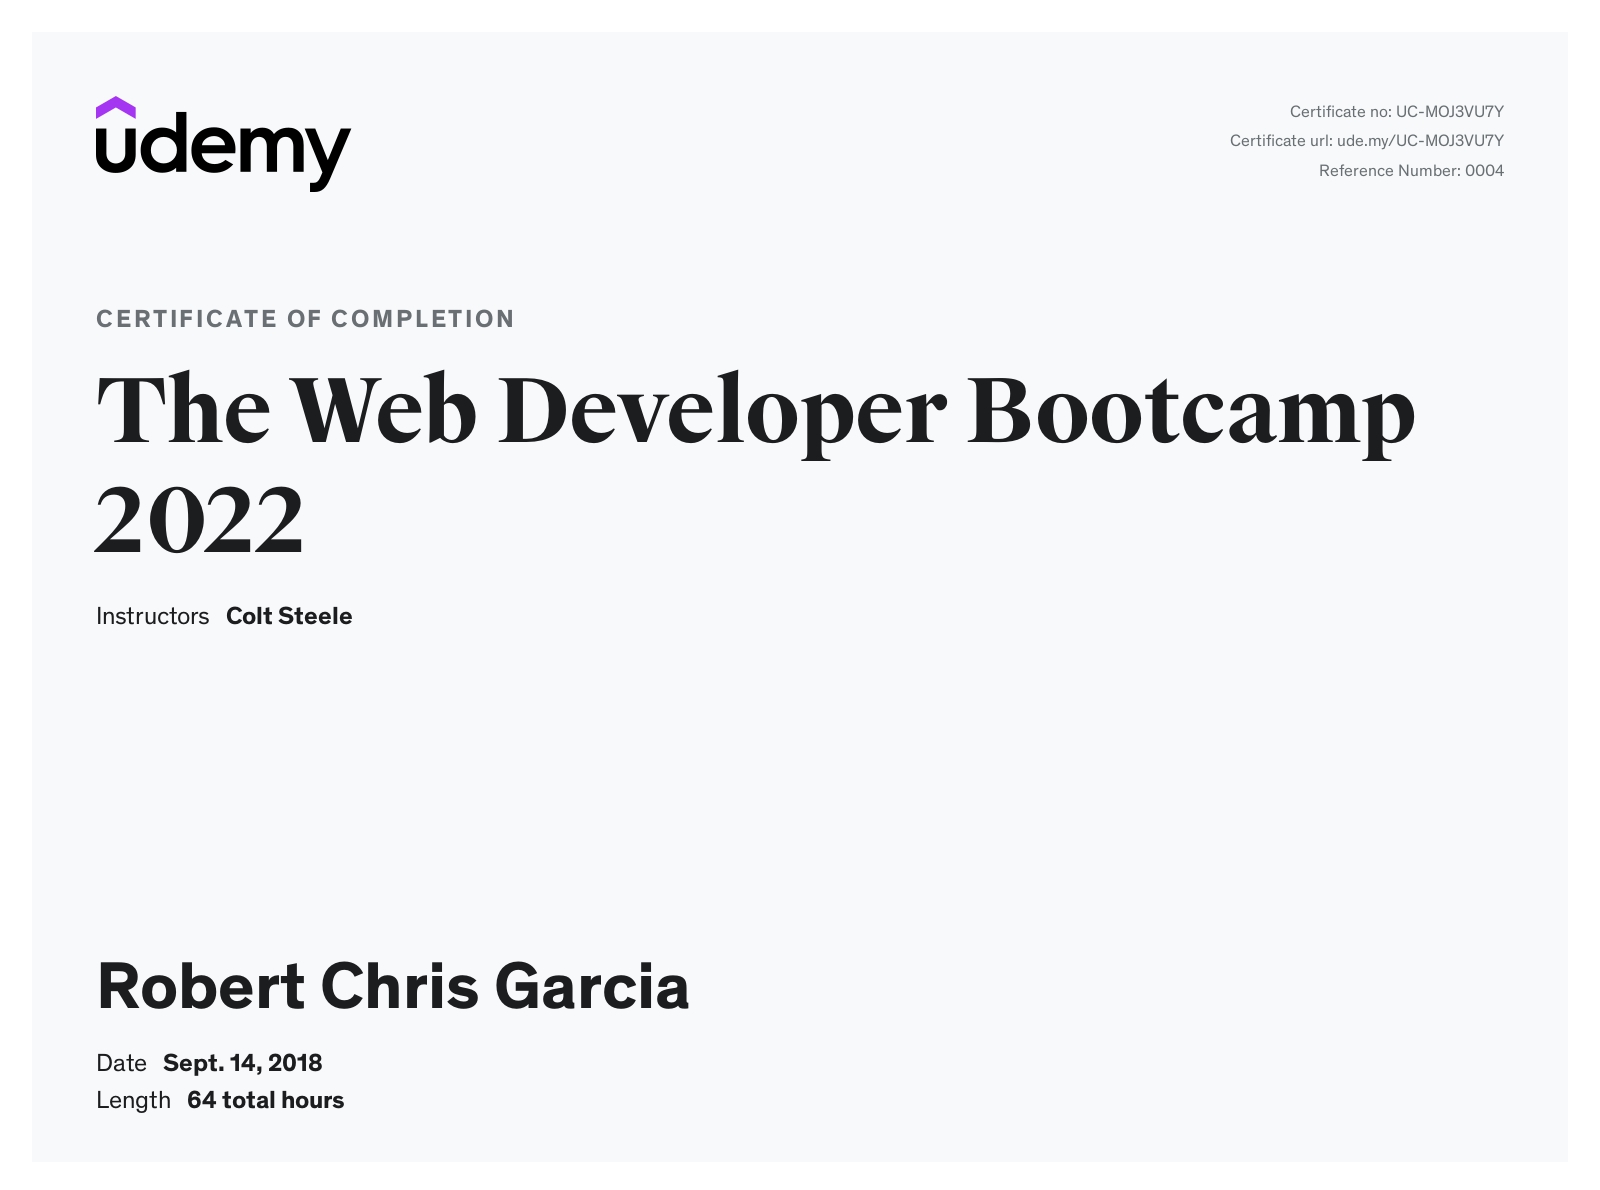 udemy
Certificate no: UC-MOJ3VU7Y
Certificate url: ude.my/UC-MOJ3VU7Y
Reference Number: 0004
CERTIFICATE OF COMPLETION
The Web Developer Bootcamp
2022
Instructors Colt Steele
Robert Chris Garcia
Date Sept. 14, 2018
Length 64 total hours